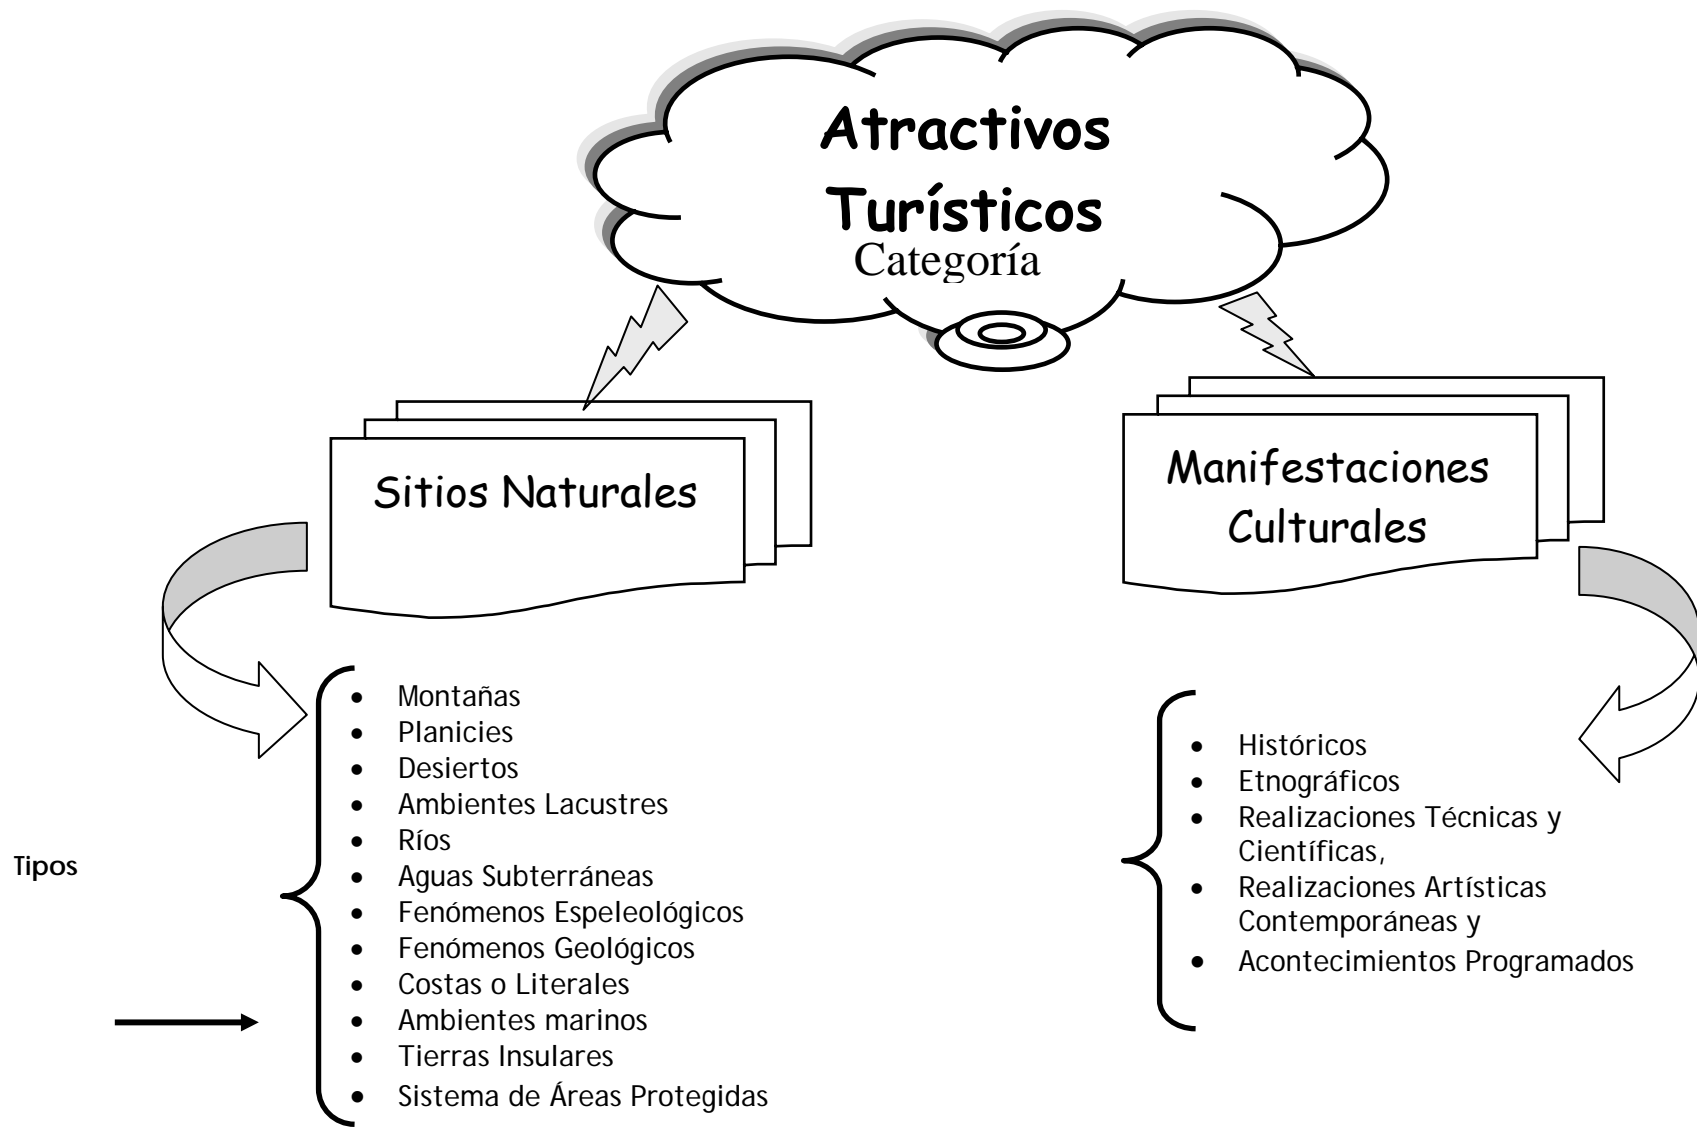 Atractivos
Turísticos
Categoría
Sitios Naturales
Manifestaciones
Culturales
Tipos
• Montañas
• Planicies
• Desiertos
• Ambientes Lacustres
• Ríos
• Aguas Subterráneas
• Fenómenos Espeleológicos
• Fenómenos Geológicos
• Costas o Literales
• Ambientes marinos
• Tierras Insulares
• Sistema de Áreas Protegidas
• Históricos
• Etnográficos
• Realizaciones Técnicas y
Científicas,
• Realizaciones Artísticas
Contemporáneas y
• Acontecimientos Programados